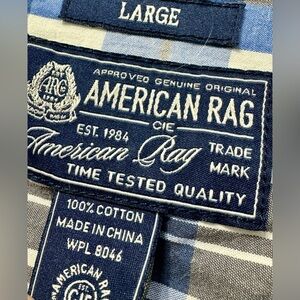 LARGE
APPROVED GENUINE ORIGINAL
ARC
AMERICAN RAG
CIE
EST. 1984
American Rag
TRADE
MARK
TIME TESTED QUALITY
100% COTTON
MADE IN CHINA
WPL 8046
AMERICAN RAG
CIE